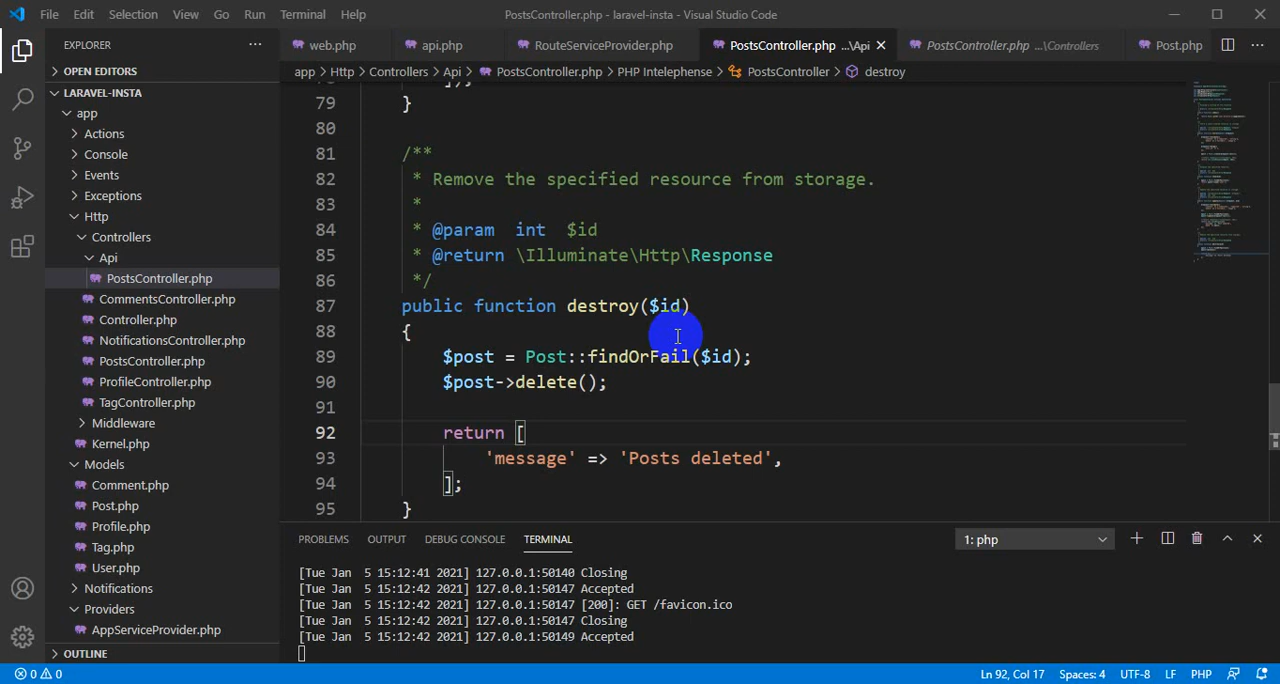 File Edit Selection View Go Run Terminal Help PostsController.php - laravel-insta - Visual Studio Code
EXPLORER ... web.php api.php RouteServiceProvider.php PostsController.php ...\Api PostsController.php ...\Controllers Post.php ...
OPEN EDITORS
app > Http > Controllers > Api > PostsController.php > PHP Intelephense > PostsController > destroy
LARAVEL-INSTA
app
Actions
Console
Events
Exceptions
Http
Controllers
Api
PostsController.php
CommentsController.php
Controller.php
NotificationsController.php
PostsController.php
ProfileController.php
TagController.php
Middleware
Kernel.php
Models
Comment.php
Post.php
Profile.php
Tag.php
User.php
Notifications
Providers
AppServiceProvider.php
OUTLINE
79 }
80
81 /**
82 * Remove the specified resource from storage.
83 *
84 * @param int $id
85 * @return \Illuminate\Http\Response
86 */
87 public function destroy($id)
88 {
89 $post = Post::findOrFail($id);
90 $post->delete();
91
92 return [
93 'message' => 'Posts deleted',
94 ];
95 }
PROBLEMS OUTPUT DEBUG CONSOLE TERMINAL 1: php
[Tue Jan 5 15:12:41 2021] 127.0.0.1:50140 Closing
[Tue Jan 5 15:12:42 2021] 127.0.0.1:50147 Accepted
[Tue Jan 5 15:12:42 2021] 127.0.0.1:50147 [200]: GET /favicon.ico
[Tue Jan 5 15:12:42 2021] 127.0.0.1:50147 Closing
[Tue Jan 5 15:12:42 2021] 127.0.0.1:50149 Accepted
0 0 Ln 92, Col 17 Spaces: 4 UTF-8 LF PHP